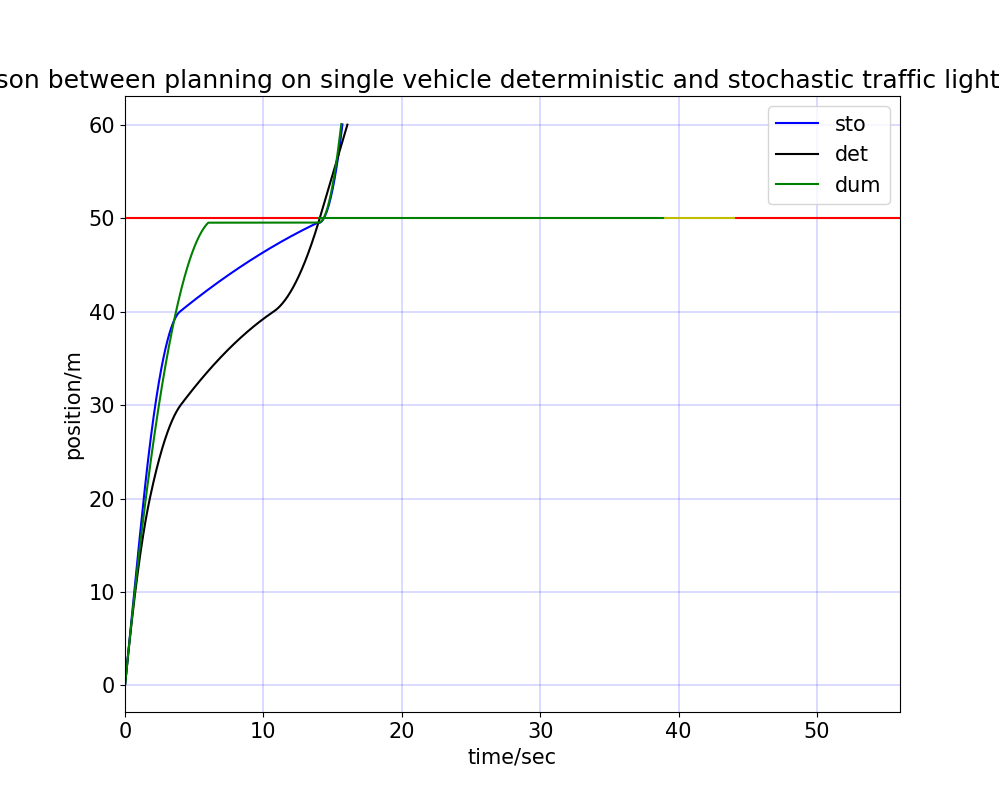 son between planning on single vehicle deterministic and stochastic traffic light
sto
det
dum
60
50
40
30
20
10
0
position/m
0 10 20 30 40 50
time/sec